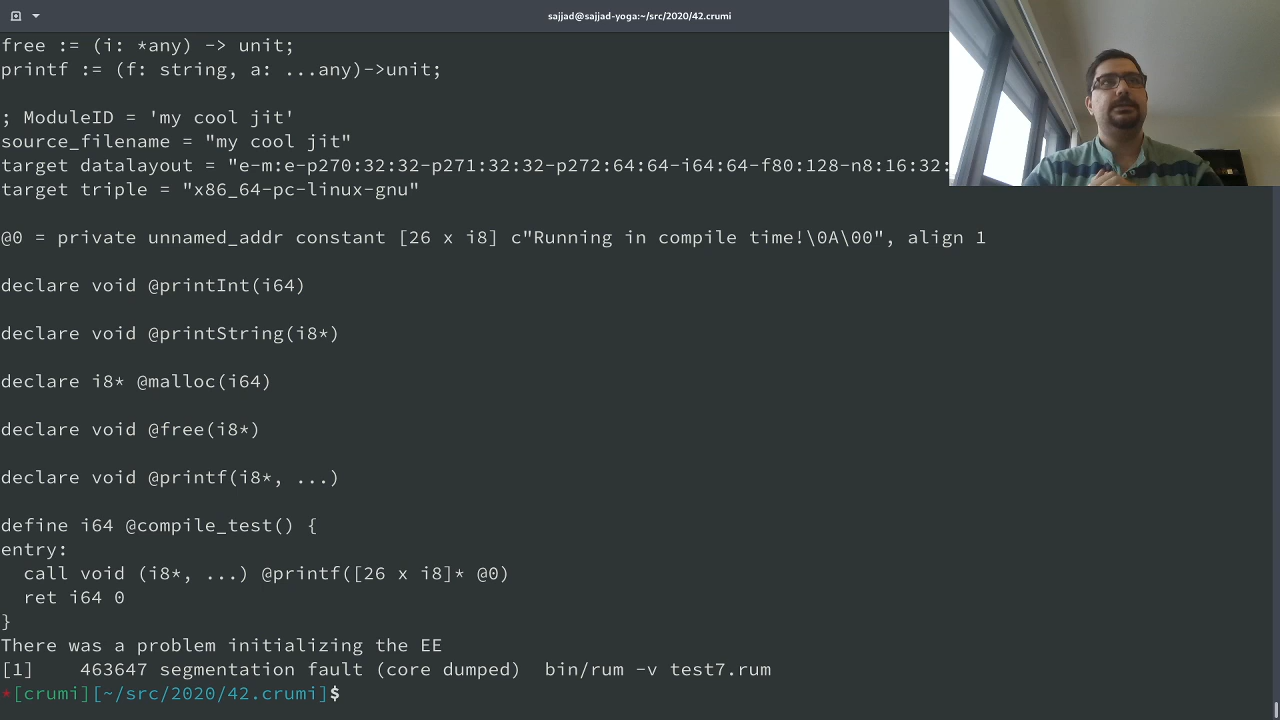 sajjad@sajjad-yoga:~/src/2020/42.crumi
free := (i: *any) -> unit;
printf := (f: string, a: ...any)->unit;
; ModuleID = 'my cool jit'
source_filename = "my cool jit"
target datalayout = "e-m:e-p270:32:32-p271:32:32-p272:64:64-i64:64-f80:128-n8:16:32:
target triple = "x86_64-pc-linux-gnu"
@0 = private unnamed_addr constant [26 x i8] c"Running in compile time!\0A\00", align 1
declare void @printInt(i64)
declare void @printString(i8*)
declare i8* @malloc(i64)
declare void @free(i8*)
declare void @printf(i8*, ...)
define i64 @compile_test() {
entry:
  call void (i8*, ...) @printf([26 x i8]* @0)
  ret i64 0
}
There was a problem initializing the EE
[1]    463647 segmentation fault (core dumped)  bin/rum -v test7.rum
*[crumi][~/src/2020/42.crumi]$